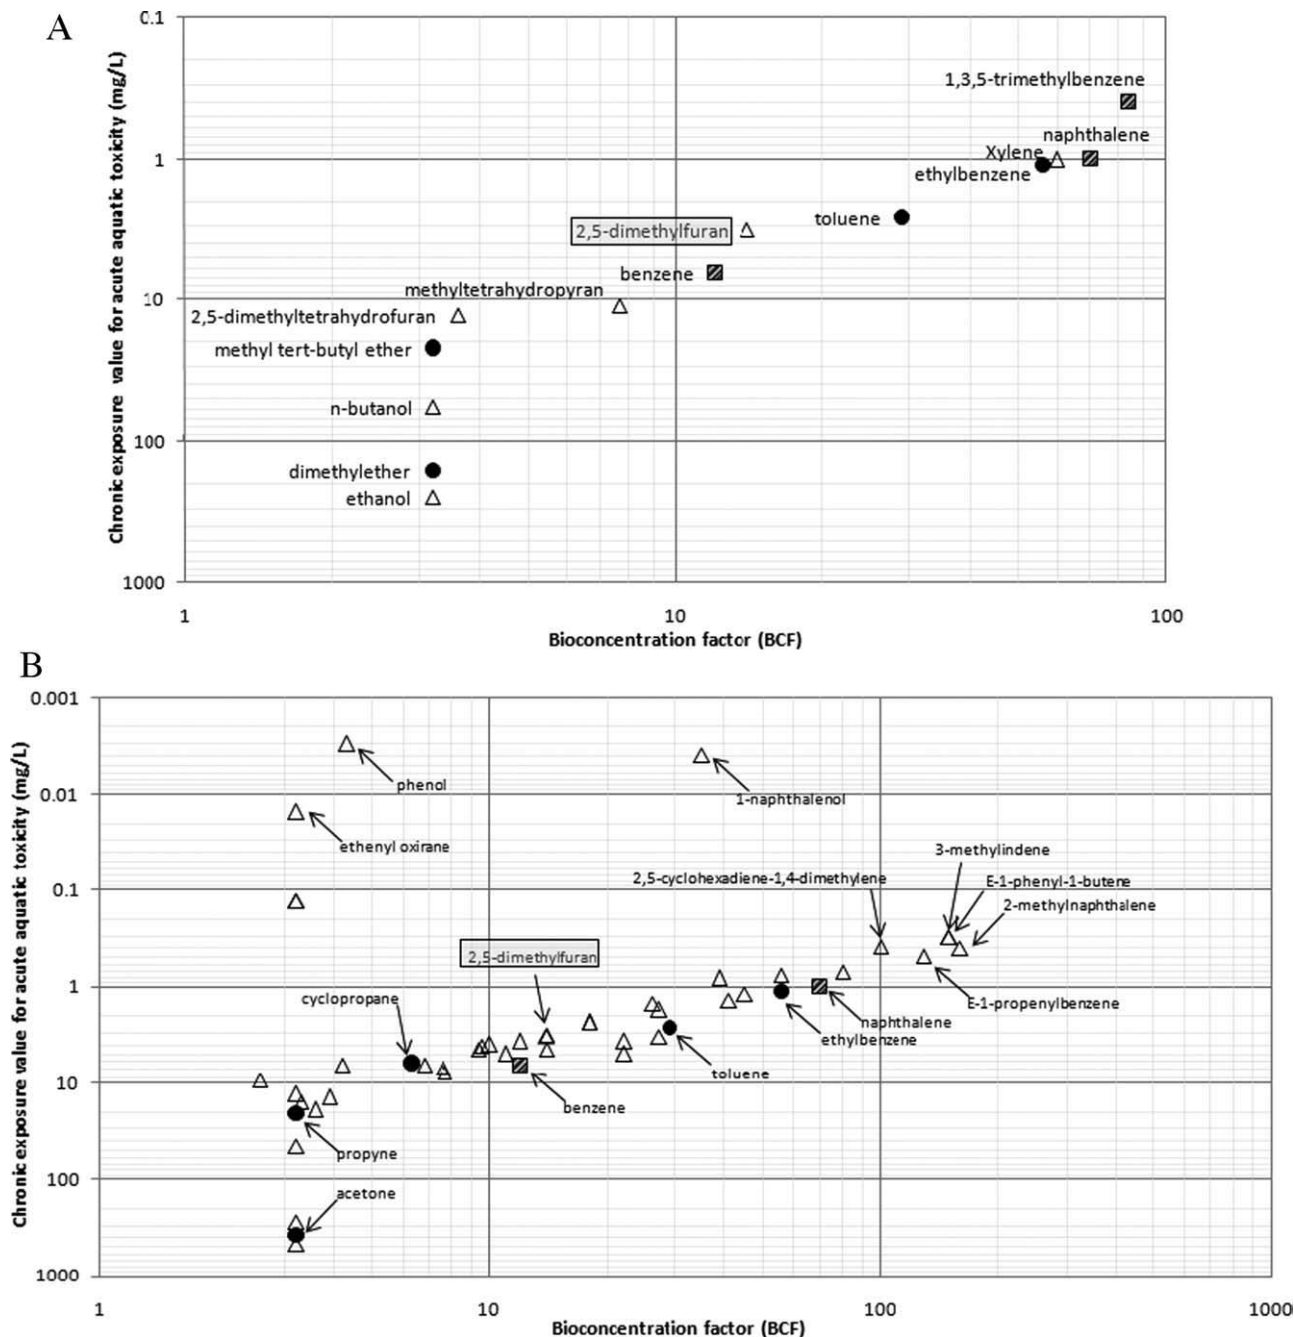 A
Chronic exposure value for acute aquatic toxicity (mg/L)
0.1
1
10
100
1000
1,3,5-trimethylbenzene
naphthalene
Xylene
ethylbenzene
toluene
2,5-dimethylfuran
benzene
methyltetrahydropyran
2,5-dimethyltetrahydrofuran
methyl tert-butyl ether
n-butanol
dimethylether
ethanol
1 10 100
Bioconcentration factor (BCF)
B
Chronic exposure value for acute aquatic toxicity (mg/L)
0.001
0.01
0.1
1
10
100
1000
phenol
1-naphthalenol
ethenyl oxirane
3-methylindene
2,5-cyclohexadiene-1,4-dimethylene
E-1-phenyl-1-butene
2-methylnaphthalene
2,5-dimethylfuran
cyclopropane
E-1-propenylbenzene
naphthalene
ethylbenzene
toluene
benzene
propyne
acetone
1 10 100 1000
Bioconcentration factor (BCF)